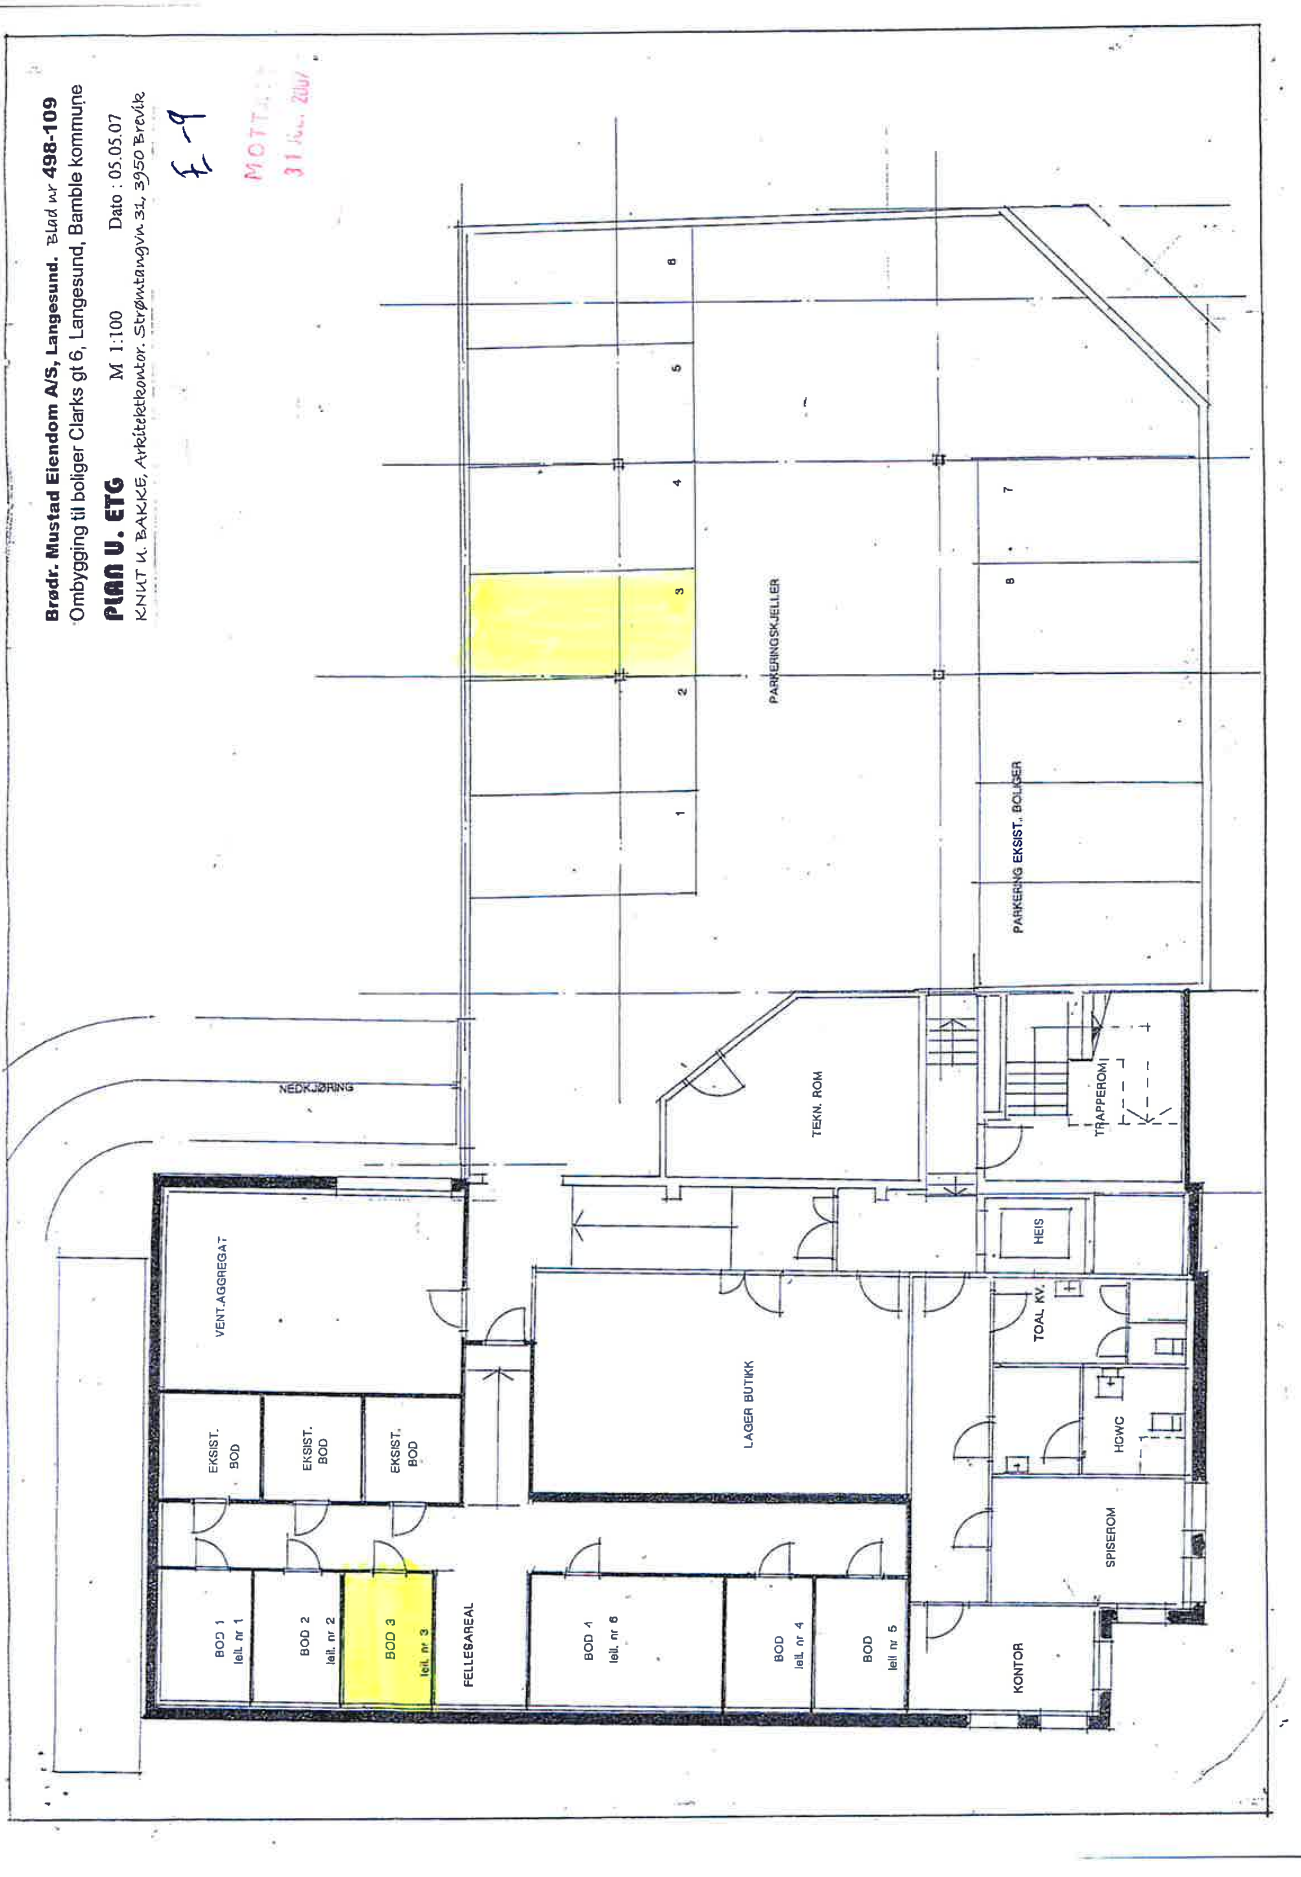 Brødr. Mustad Eiendom A/S, Langesund. Blad nr 498-109
Ombygging til boliger Clarks gt 6, Langesund, Bamble kommune
PLAN U. ETG M 1:100 Dato : 05.05.07
KNUT U. BAKKE, Arkitektkontor. Strømtangvn 31, 3950 Brevik
E-9
31 2007
NEDKJØRING
VENT.AGGREGAT
EKSIST.
BOD
EKSIST.
BOD
EKSIST.
BOD
BOD 1
leil. nr 1
BOD 2
leil. nr 2
BOD 3
leil. nr 3
FELLESAREAL
BOD 4
leil. nr 6
BOD
leil. nr 4
BOD
leil nr 5
KONTOR
SPISEROM
HCWC
TOAL KV.
HEIS
LAGER BUTIKK
TEKN. ROM
TRAPPEROM
1
2
3
4
5
6
PARKERINGSKJELLER
PARKERING EKSIST. BOLIGER
8
7